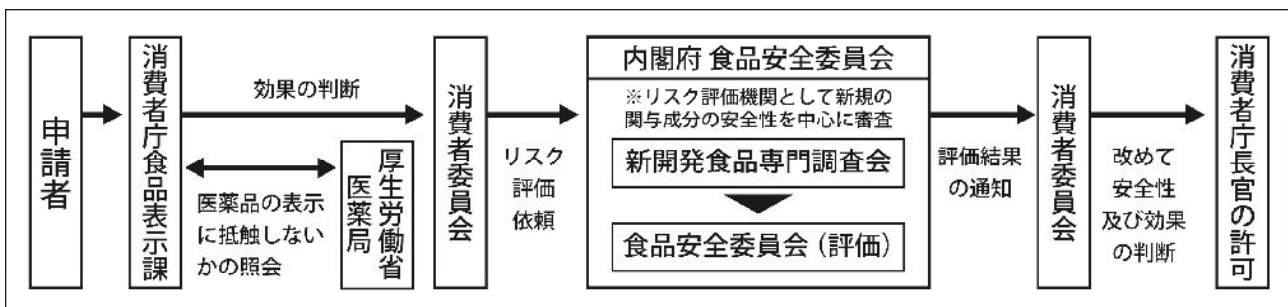 申請者
消費者庁食品表示課
効果の判断
医薬品の表示
に抵触しない
かの照会
厚生労働省
医薬局
消費者委員会
リスク
評価
依頼
内閣府 食品安全委員会
※リスク評価機関として新規の
関与成分の安全性を中心に審査
新開発食品専門調査会
食品安全委員会（評価）
評価結果
の通知
消費者委員会
改めて
安全性
及び効果
の判断
消費者庁長官の許可